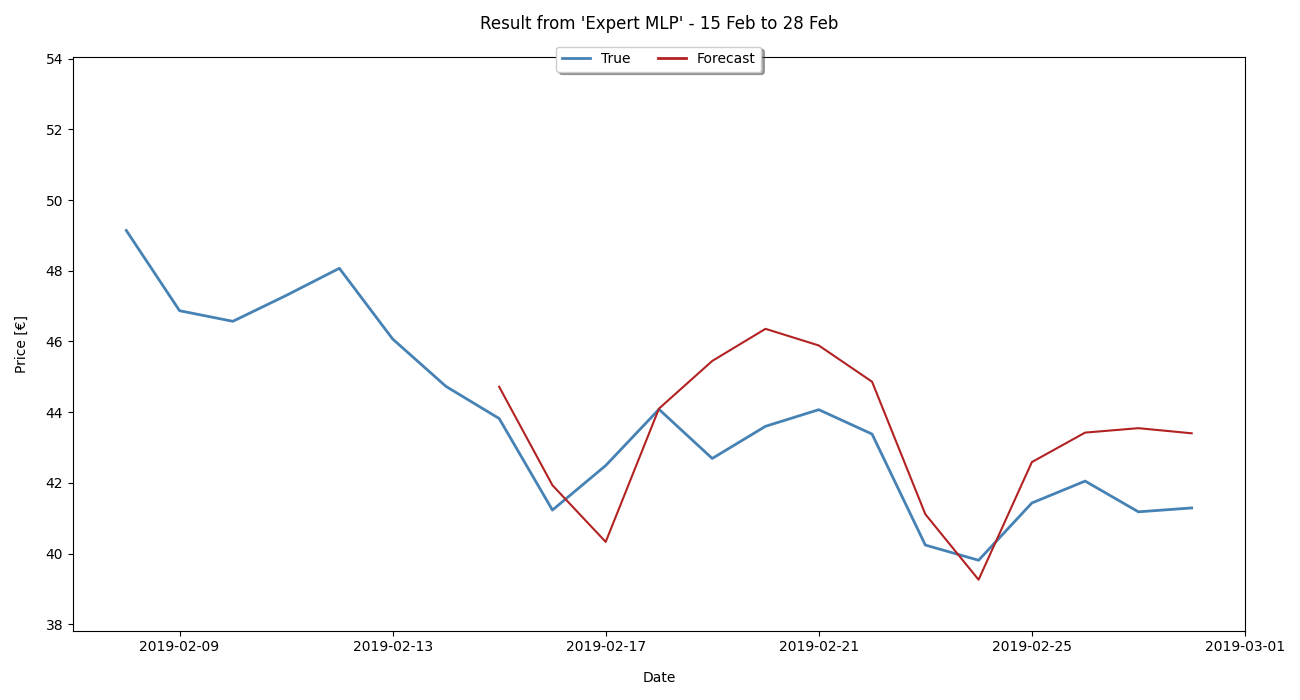 Result from 'Expert MLP' - 15 Feb to 28 Feb
True Forecast
54
52
50
48
46
44
42
40
38
Price [€]
2019-02-09 2019-02-13 2019-02-17 2019-02-21 2019-02-25 2019-03-01
Date